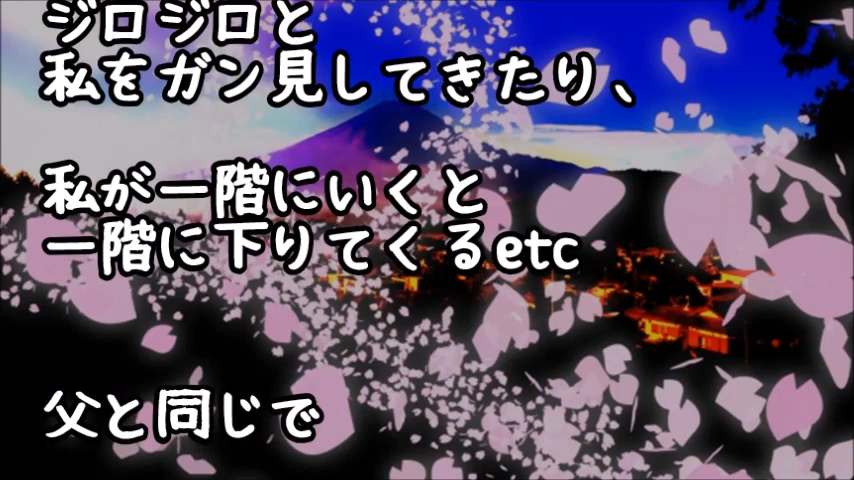 ジロジロと
私をガン見してきたり、
私が一階にいくと
一階に下りてくるetc
父と同じで